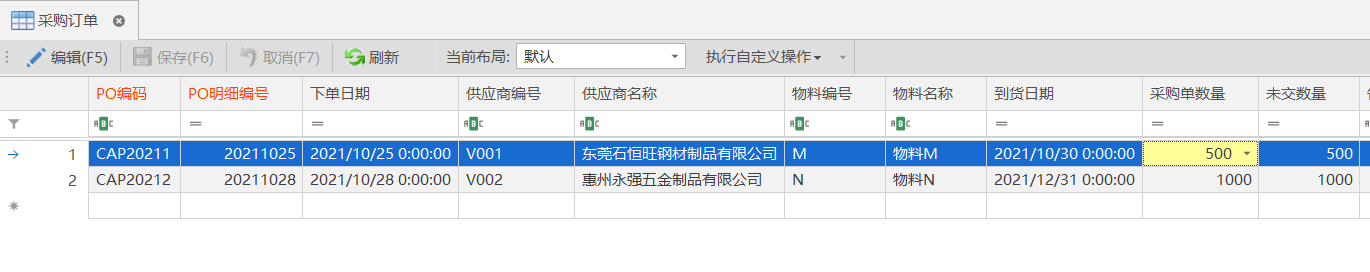 采购订单
编辑(F5) 保存(F6) 取消(F7) 刷新 当前布局: 默认 执行自定义操作
PO编码 PO明细编号 下单日期 供应商编号 供应商名称 物料编号 物料名称 到货日期 采购单数量 未交数量
ABC = = ABC ABC ABC ABC = = =
1 CAP20211 20211025 2021/10/25 0:00:00 V001 东莞石恒旺钢材制品有限公司 M 物料M 2021/10/30 0:00:00 500 500
2 CAP20212 20211028 2021/10/28 0:00:00 V002 惠州永强五金制品有限公司 N 物料N 2021/12/31 0:00:00 1000 1000